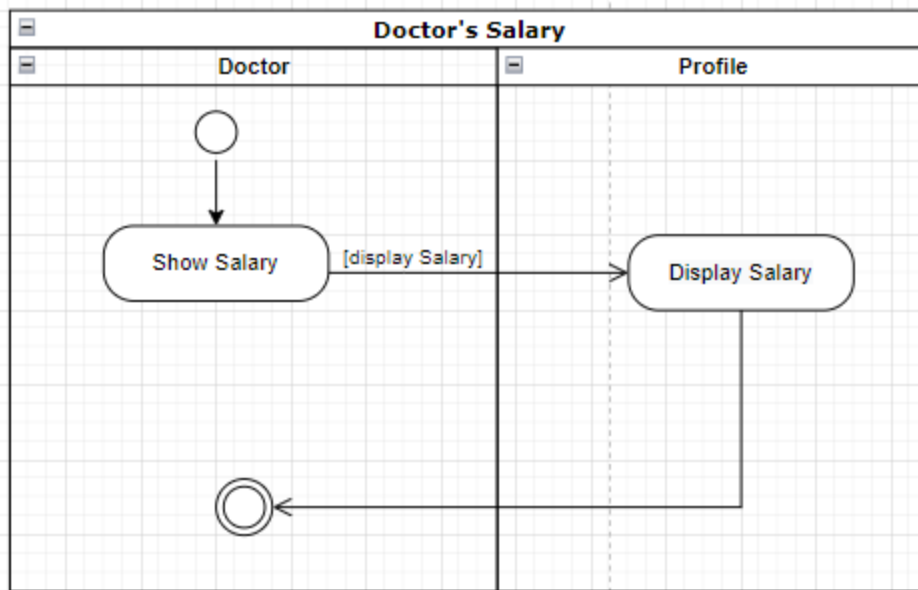 Doctor's Salary
Doctor
Profile
Show Salary
[display Salary]
Display Salary